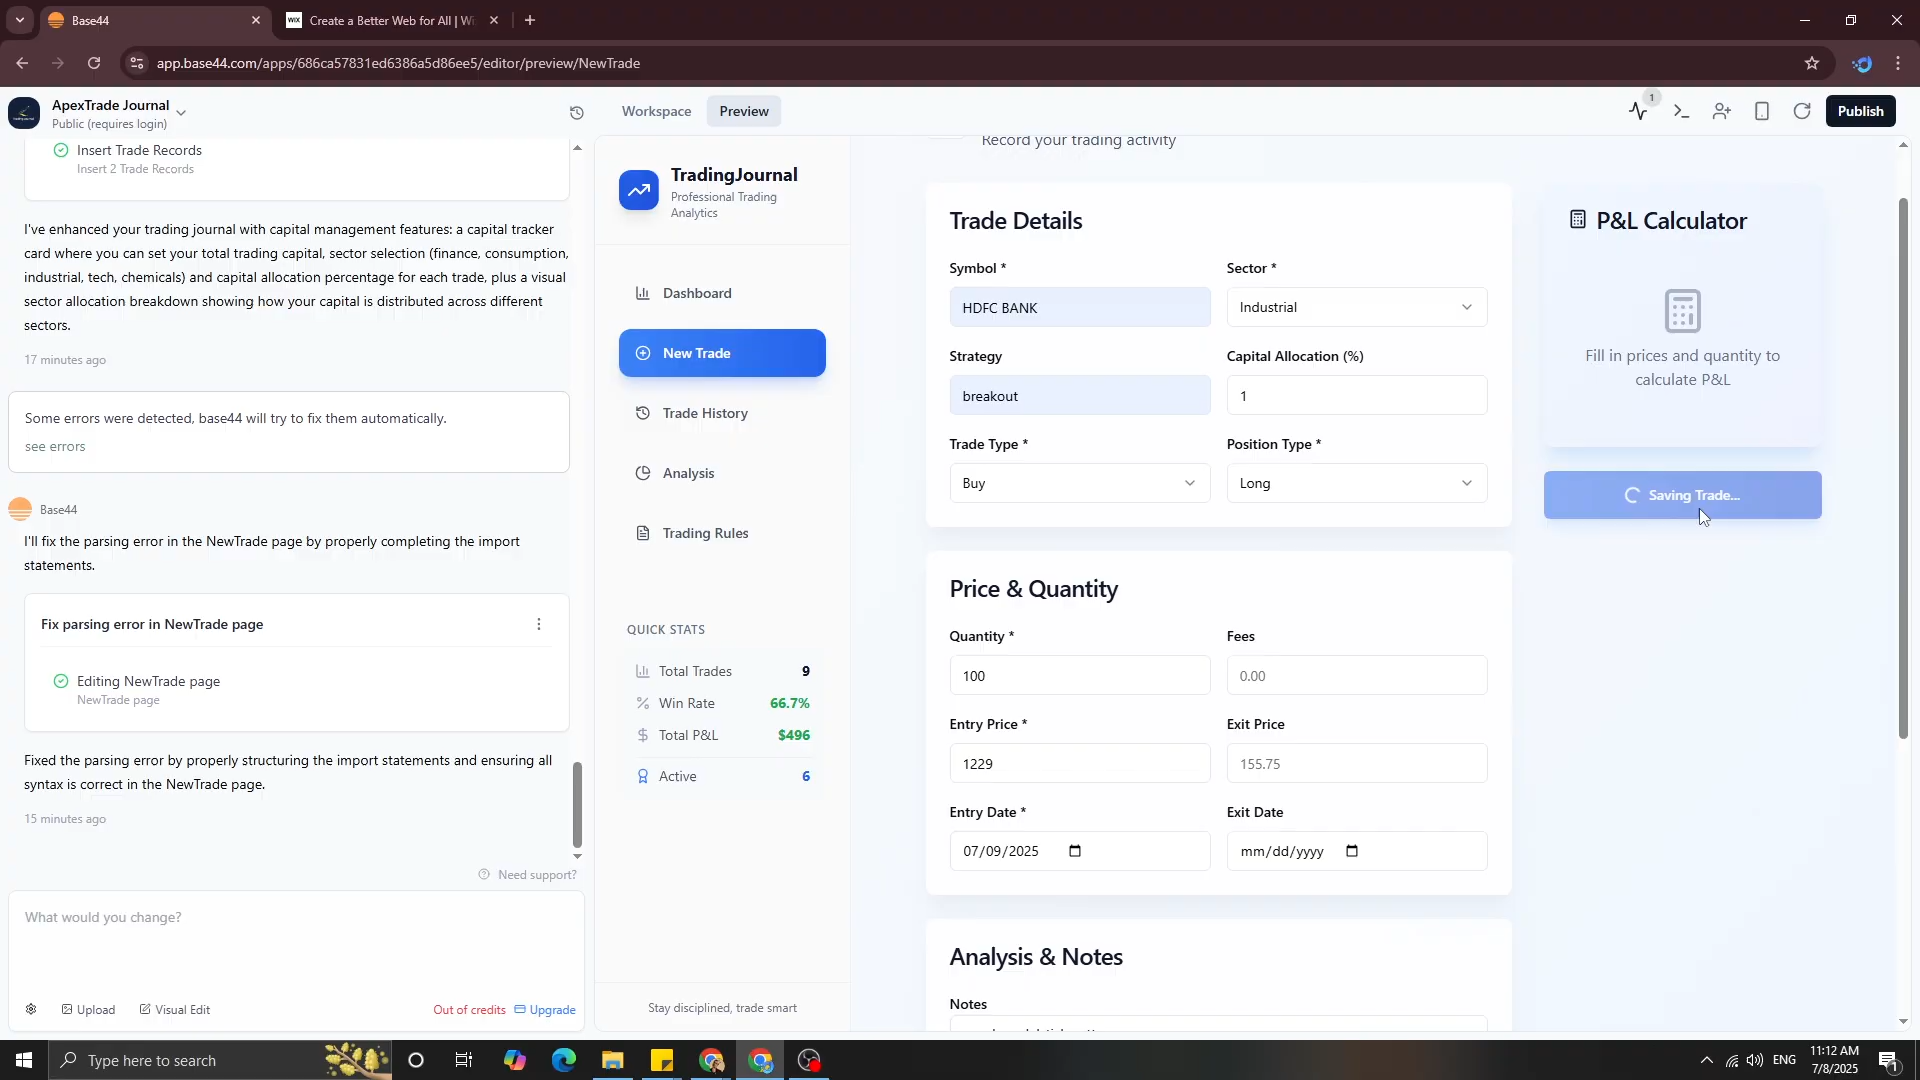 Base44
Create a Better Web for All | Wi
app.base44.com/apps/686ca57831ed6386a5d86ee5/editor/preview/NewTrade
ApexTrade Journal
Public (requires login)
Workspace
Preview
1
Publish
Insert Trade Records
Insert 2 Trade Records
I've enhanced your trading journal with capital management features: a capital tracker
card where you can set your total trading capital, sector selection (finance, consumption,
industrial, tech, chemicals) and capital allocation percentage for each trade, plus a visual
sector allocation breakdown showing how your capital is distributed across different
sectors.
17 minutes ago
Some errors were detected, base44 will try to fix them automatically.
see errors
Base44
I'll fix the parsing error in the NewTrade page by properly completing the import
statements.
Fix parsing error in NewTrade page
Editing NewTrade page
NewTrade page
Fixed the parsing error by properly structuring the import statements and ensuring all
syntax is correct in the NewTrade page.
15 minutes ago
Need support?
What would you change?
Upload
Visual Edit
Out of credits
Upgrade
TradingJournal
Professional Trading
Analytics
Dashboard
New Trade
Trade History
Analysis
Trading Rules
QUICK STATS
Total Trades 9
Win Rate 66.7%
Total P&L $496
Active 6
Stay disciplined, trade smart
Record your trading activity
Trade Details
Symbol *
Sector *
HDFC BANK
Industrial
Strategy
Capital Allocation (%)
breakout
1
Trade Type *
Position Type *
Buy
Long
Price & Quantity
Quantity *
Fees
100
0.00
Entry Price *
Exit Price
1229
155.75
Entry Date *
Exit Date
07/09/2025
mm/dd/yyyy
Analysis & Notes
Notes
P&L Calculator
Fill in prices and quantity to
calculate P&L
Saving Trade...
Type here to search
ENG
11:12 AM
7/8/2025
1